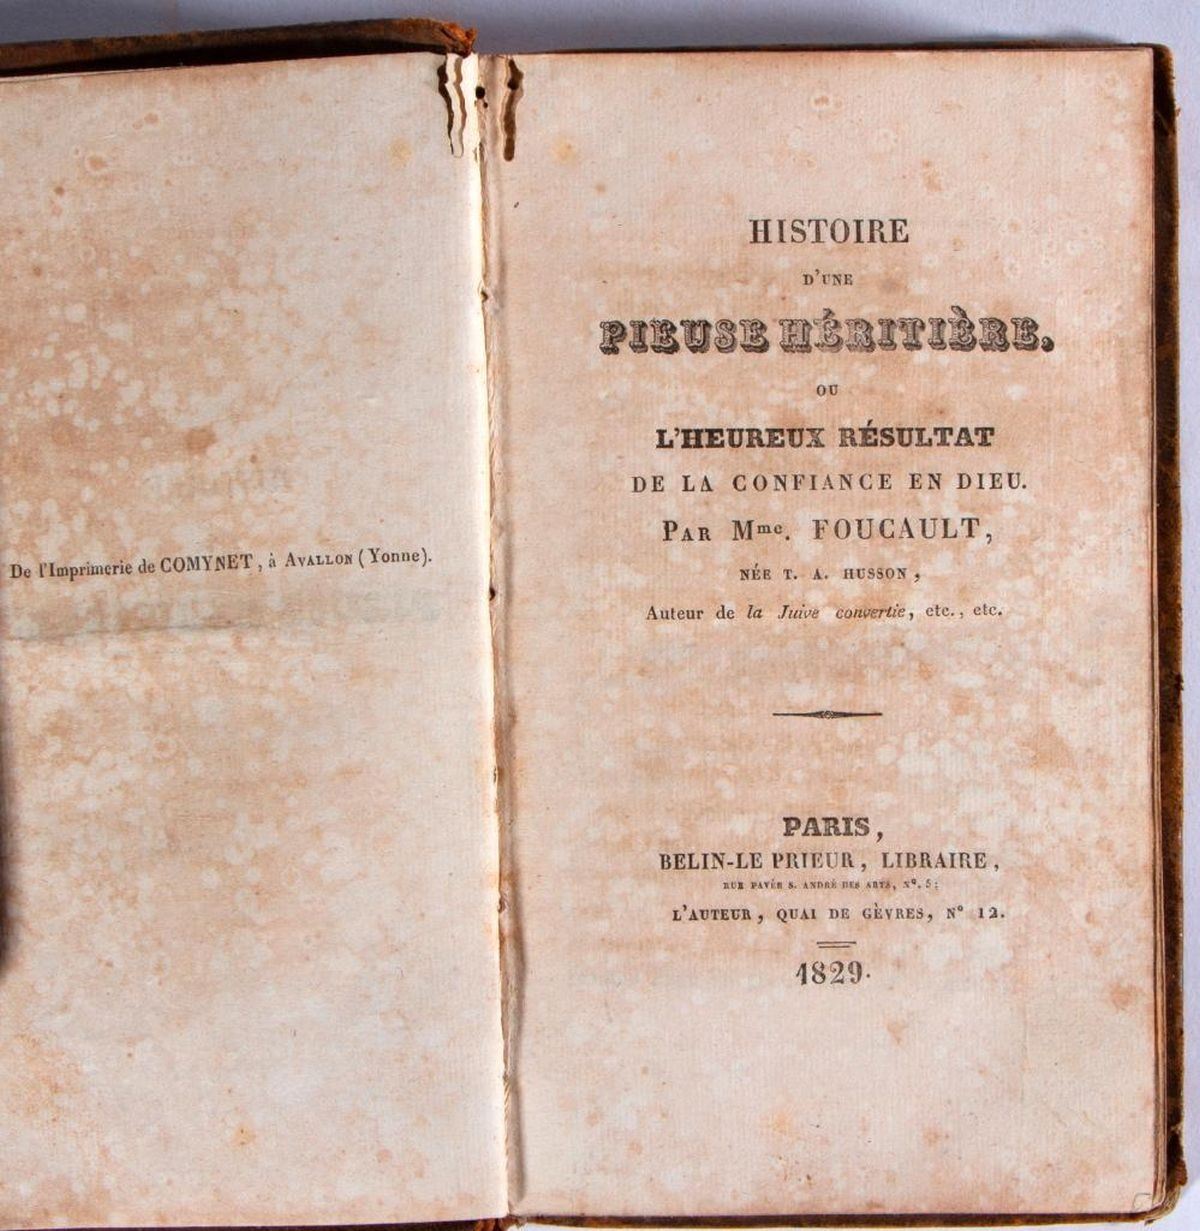 De l'Imprimerie de COMYNET, à AVALLON (Yonne).
HISTOIRE
D'UNE
PIEUSE HÉRITIÈRE,
OU
L'HEUREUX RÉSULTAT
DE LA CONFIANCE EN DIEU.
PAR Mme. FOUCAULT,
NÉE T. A. HUSSON,
Auteur de la Juive convertie, etc., etc.
PARIS,
BELIN-LE PRIEUR, LIBRAIRE,
RUE PAVÉE S. ANDRÉ DES ARTS, Nº. 5;
L'AUTEUR, QUAI DE GÈVRES, Nº 12.
1829.